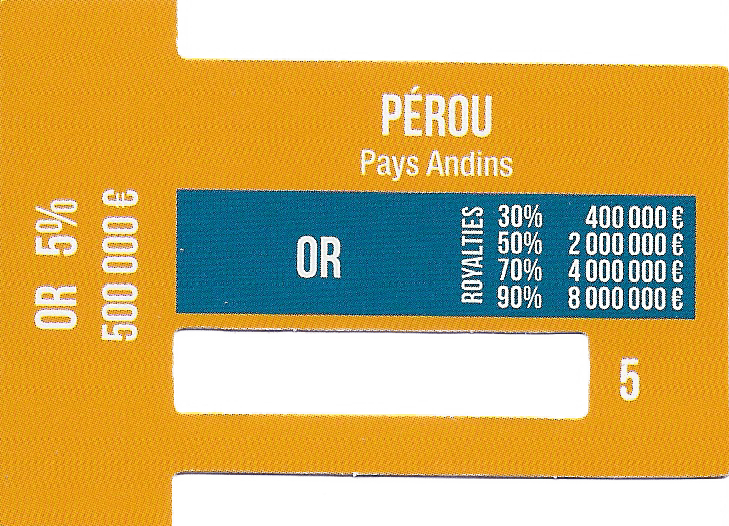 PÉROU
Pays Andins
OR 5%
500 000 €
OR
ROYALTIES
30% 400 000 €
50% 2 000 000 €
70% 4 000 000 €
90% 8 000 000 €
5